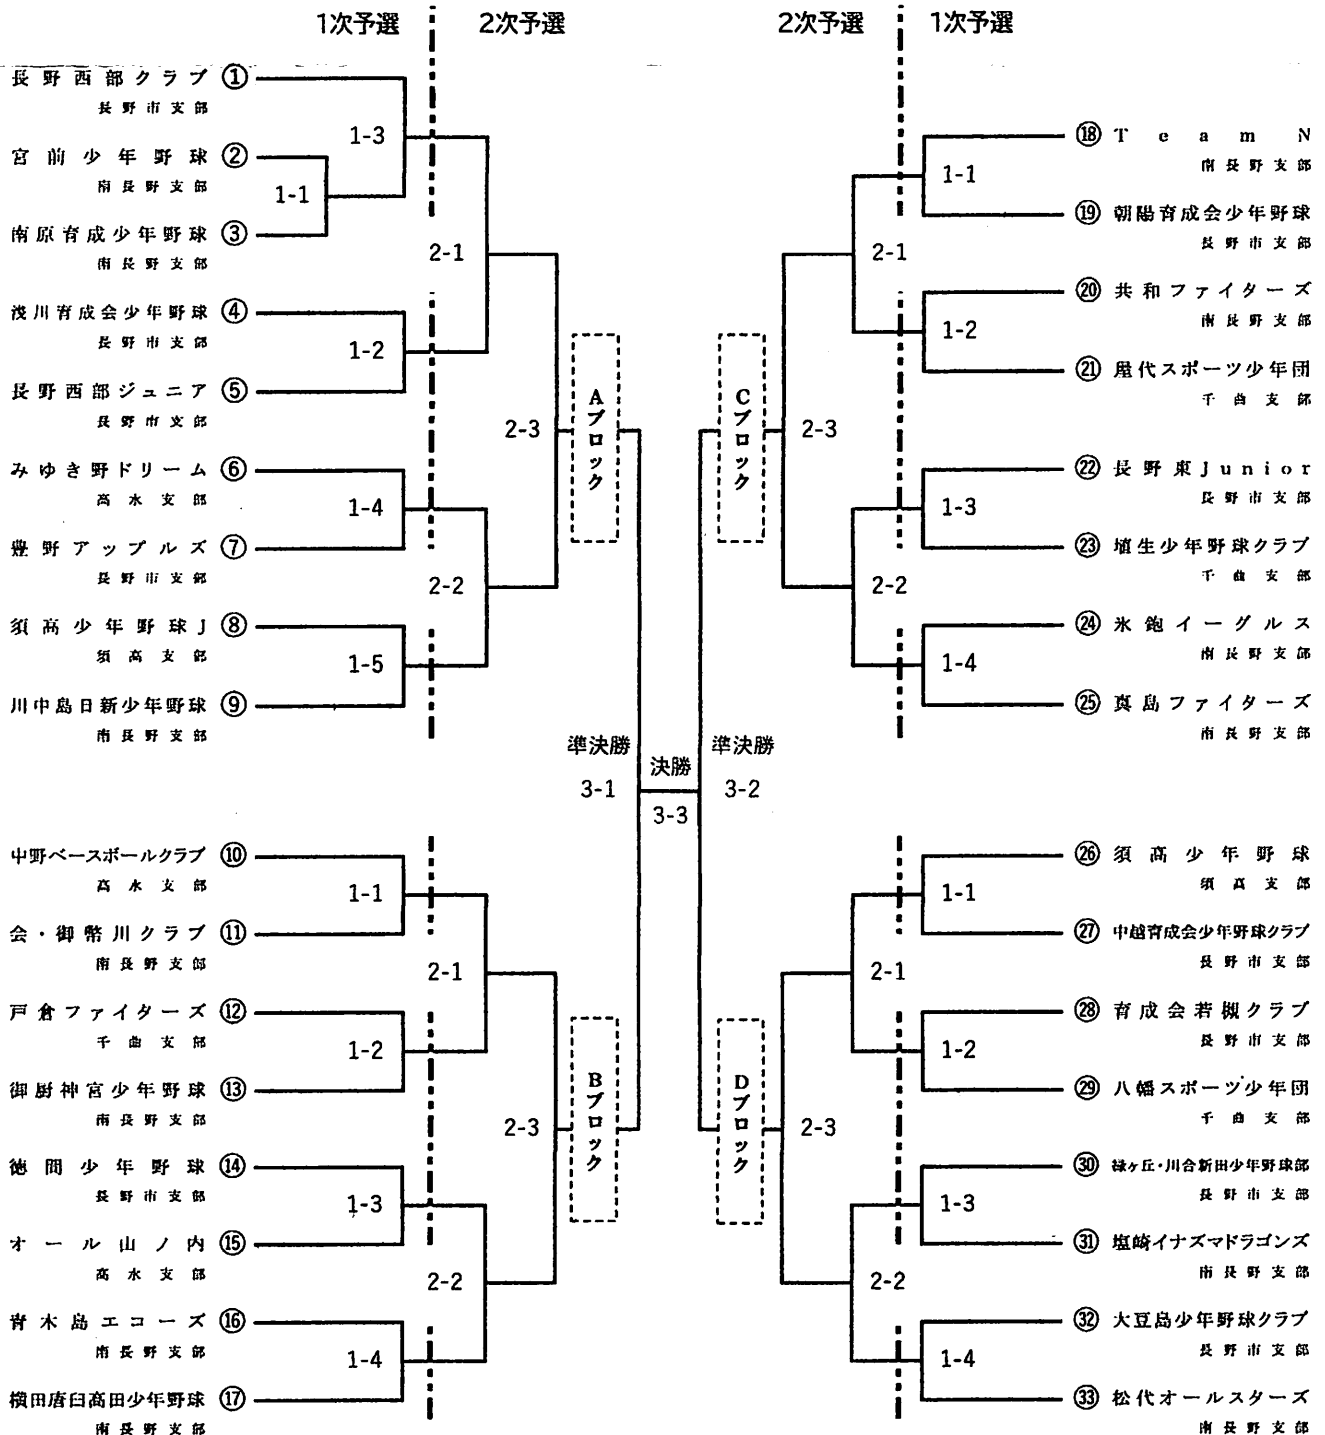 1次予選
2次予選
2次予選
1次予選
長野西部クラブ ①
長野市支部
宮前少年野球 ②
南長野支部
南原育成少年野球 ③
南長野支部
浅川育成会少年野球 ④
長野市支部
長野西部ジュニア ⑤
長野市支部
みゆき野ドリーム ⑥
高水支部
豊野アップルズ ⑦
長野市支部
須高少年野球J ⑧
須高支部
川中島日新少年野球 ⑨
南長野支部
1-3
1-1
1-2
1-4
1-5
2-1
2-2
2-3
Aブロック
中野ベースボールクラブ ⑩
高水支部
会・御幣川クラブ ⑪
南長野支部
戸倉ファイターズ ⑫
千曲支部
御厨神宮少年野球 ⑬
南長野支部
徳間少年野球 ⑭
長野市支部
オール山ノ内 ⑮
高水支部
青木島エコーズ ⑯
南長野支部
横田唐臼高田少年野球 ⑰
南長野支部
1-1
1-2
1-3
1-4
2-1
2-2
2-3
Bブロック
準決勝
3-1
決勝
3-3
準決勝
3-2
⑱ Team N
南長野支部
⑲ 朝陽育成会少年野球
長野市支部
⑳ 共和ファイターズ
南長野支部
㉑ 屋代スポーツ少年団
千曲支部
㉒ 長野東Junior
長野市支部
㉓ 埴生少年野球クラブ
千曲支部
㉔ 氷鉋イーグルス
南長野支部
㉕ 真島ファイターズ
南長野支部
1-1
1-2
1-3
1-4
2-1
2-2
2-3
Cブロック
㉖ 須高少年野球
須高支部
㉗ 中越育成会少年野球クラブ
長野市支部
㉘ 育成会若槻クラブ
長野市支部
㉙ 八幡スポーツ少年団
千曲支部
㉚ 緑ヶ丘・川合新田少年野球部
長野市支部
㉛ 塩崎イナズマドラゴンズ
南長野支部
㉜ 大豆島少年野球クラブ
長野市支部
㉝ 松代オールスターズ
南長野支部
1-1
1-2
1-3
1-4
2-1
2-2
2-3
Dブロック